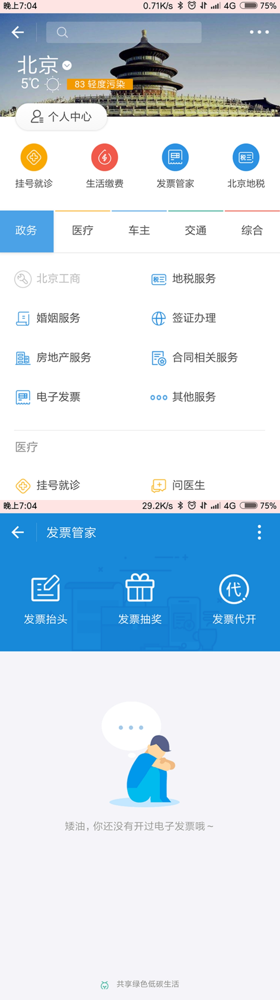 晚上7:04 0.71K/s 4G 75%
北京
5℃ 83 轻度污染
个人中心
税三
挂号就诊 生活缴费 发票管家 北京地税
政务 医疗 车主 交通 综合
北京工商 税三 地税服务
婚姻服务 签证办理
房地产服务 合同相关服务
电子发票 其他服务
医疗
挂号就诊 问医生
晚上7:04 29.2K/s 4G 75%
发票管家
代
发票抬头 发票抽奖 发票代开
矮油，你还没有开过电子发票哦~
共享绿色低碳生活